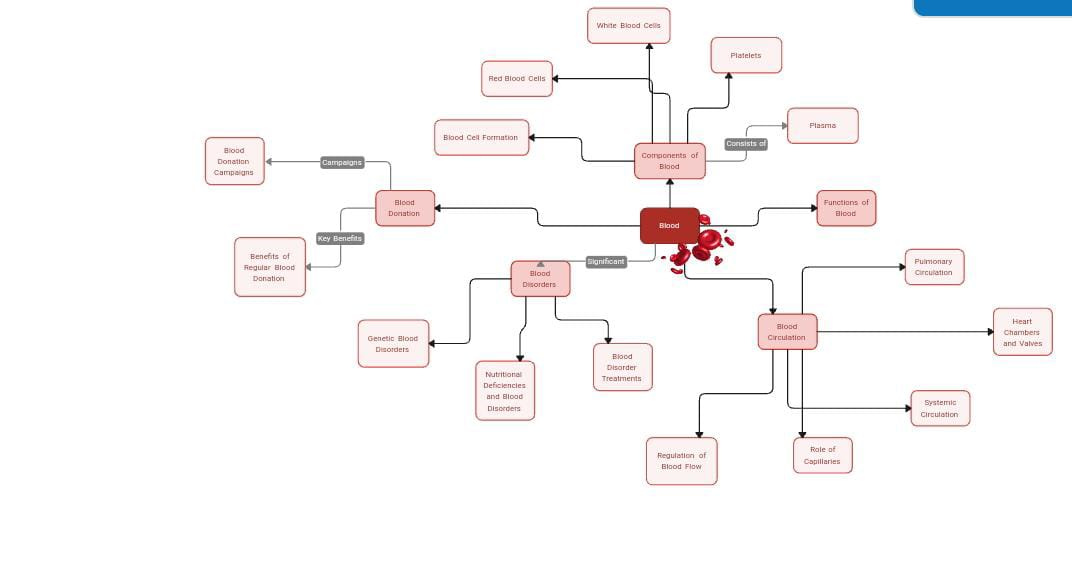 White Blood Cells
Platelets
Red Blood Cells
Plasma
Blood Cell Formation
Consists of
Components of
Blood
Blood
Donation
Campaigns
Campaigns
Blood
Donation
Functions of
Blood
Blood
Key Benefits
Benefits of
Regular Blood
Donation
Significant
Blood
Disorders
Pulmonary
Circulation
Blood
Circulation
Heart
Chambers
and Valves
Genetic Blood
Disorders
Blood
Disorder
Treatments
Nutritional
Deficiencies
and Blood
Disorders
Systemic
Circulation
Regulation of
Blood Flow
Role of
Capillaries